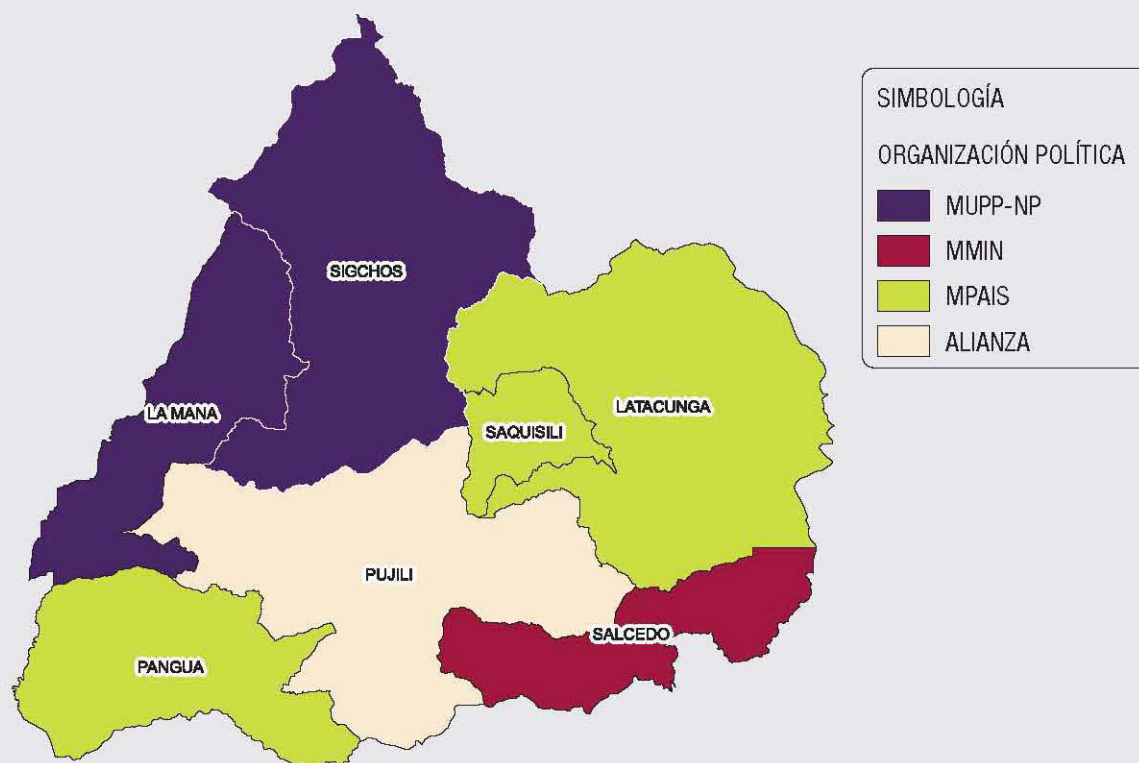 SIMBOLOGÍA
ORGANIZACIÓN POLÍTICA
MUPP-NP
MMIN
MPAIS
ALIANZA
SIGCHOS
LA MANA
LATACUNGA
SAQUISILI
PUJILI
SALCEDO
PANGUA